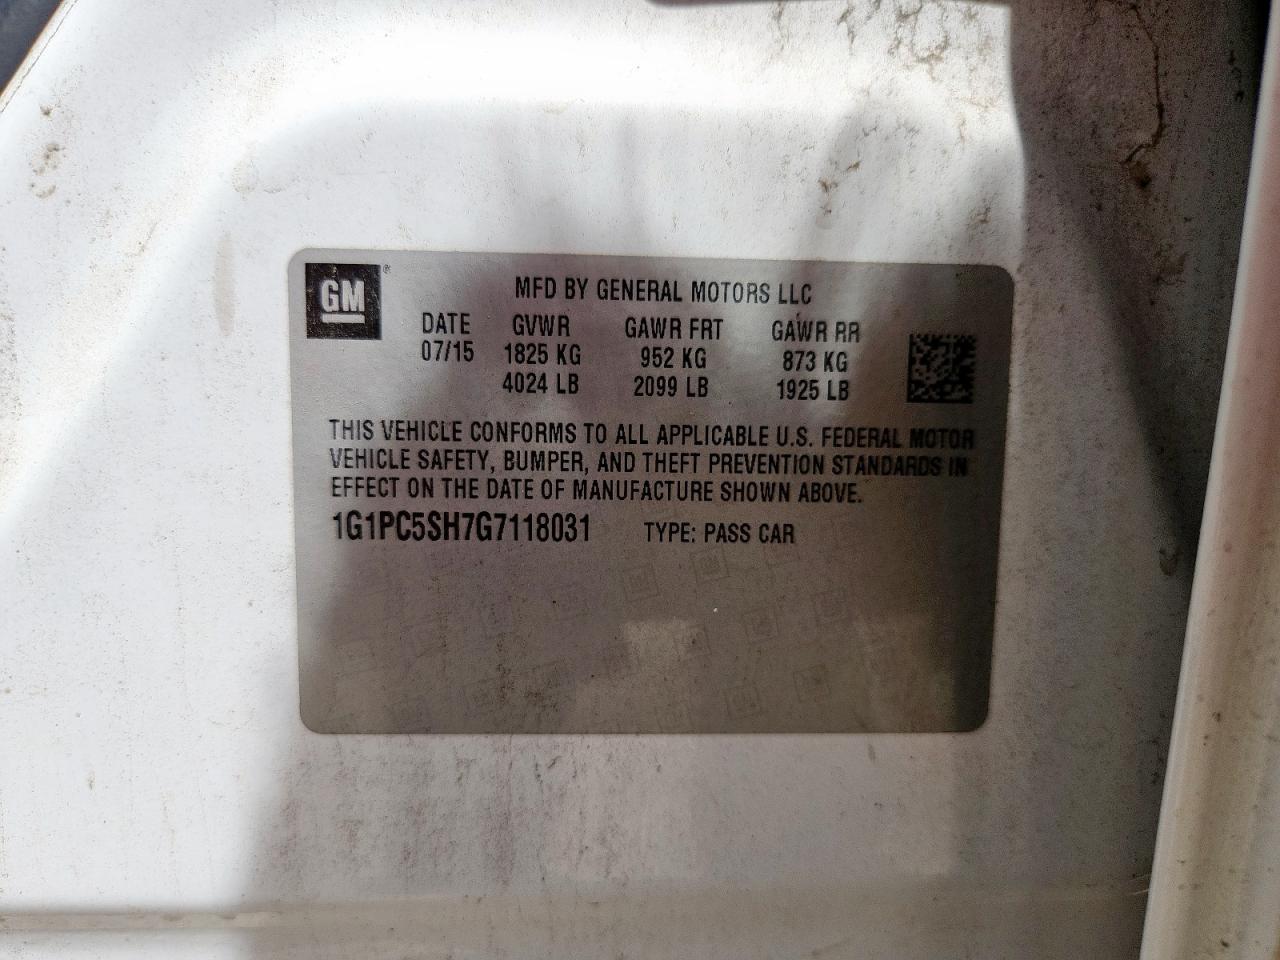 GM
MFD BY GENERAL MOTORS LLC
DATE GVWR GAWR FRT GAWR RR
07/15 1825 KG 952 KG 873 KG
4024 LB 2099 LB 1925 LB
THIS VEHICLE CONFORMS TO ALL APPLICABLE U.S. FEDERAL MOTOR
VEHICLE SAFETY, BUMPER, AND THEFT PREVENTION STANDARDS IN
EFFECT ON THE DATE OF MANUFACTURE SHOWN ABOVE.
1G1PC5SH7G7118031 TYPE: PASS CAR